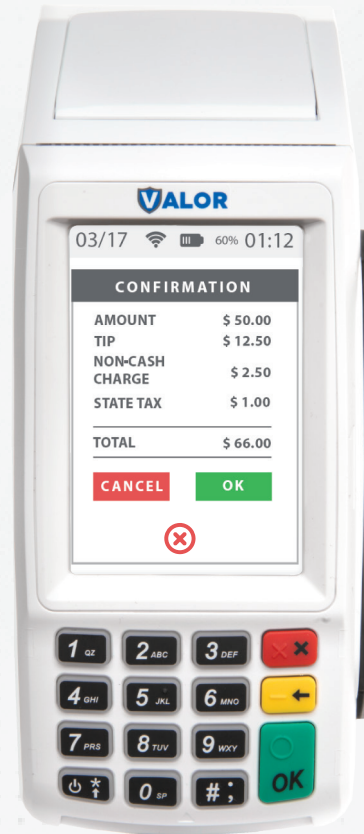 VALOR
03/17 60% 01:12
CONFIRMATION
AMOUNT $ 50.00
TIP $ 12.50
NON-CASH
CHARGE $ 2.50
STATE TAX $ 1.00
TOTAL $ 66.00
CANCEL OK
1 QZ 2 ABC 3 DEF
4 GHI 5 JKL 6 MNO
7 PRS 8 TUV 9 WXY
* 0 SP # ; OK